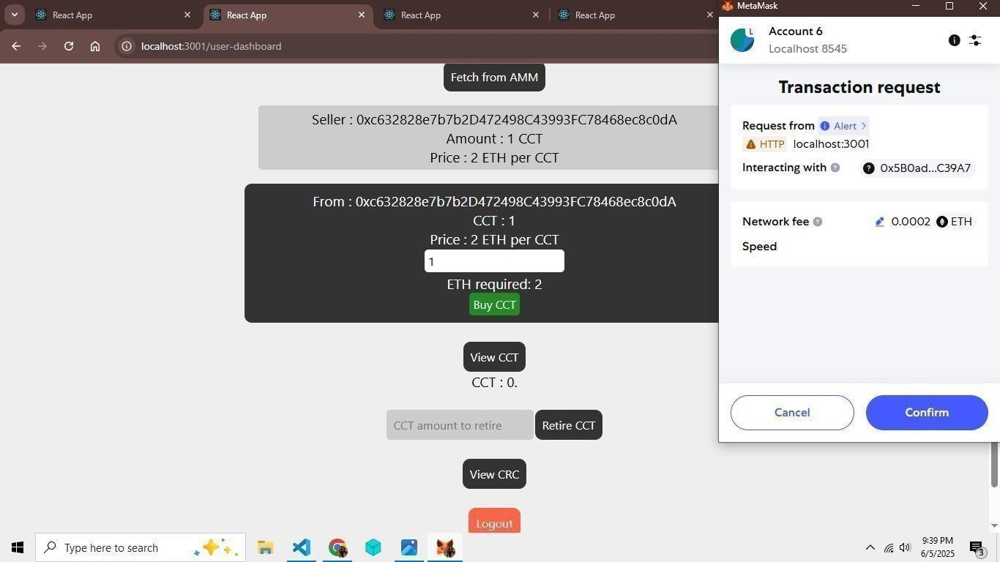 React App
React App
React App
React App
localhost:3001/user-dashboard
Fetch from AMM
Seller : 0xc632828e7b7b2D472498C43993FC78468ec8c0dA
Amount : 1 CCT
Price : 2 ETH per CCT
From : 0xc632828e7b7b2D472498C43993FC78468ec8c0dA
CCT : 1
Price : 2 ETH per CCT
1
ETH required: 2
Buy CCT
View CCT
CCT : 0.
CCT amount to retire
Retire CCT
View CRC
Logout
MetaMask
L
Account 6
Localhost 8545
Transaction request
Request from Alert
HTTP localhost:3001
Interacting with 0x5B0ad...C39A7
Network fee 0.0002 ETH
Speed
Cancel
Confirm
Type here to search
9:39 PM
6/5/2025
3